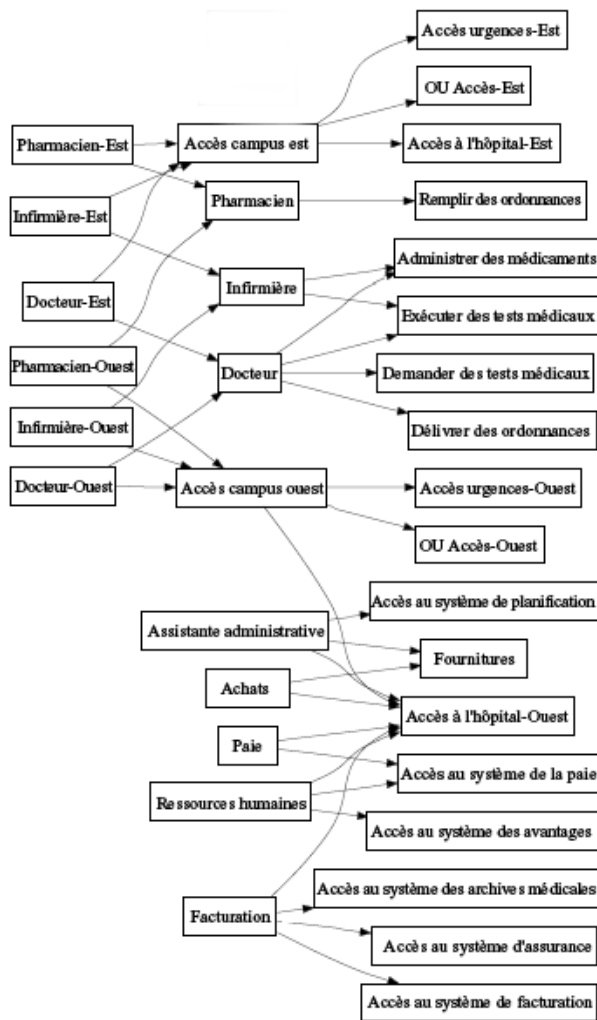 Accès urgences-Est
OU Accès-Est
Pharmacien-Est
Accès campus est
Accès à l'hôpital-Est
Pharmacien
Remplir des ordonnances
Infirmière-Est
Administrer des médicaments
Infirmière
Docteur-Est
Exécuter des tests médicaux
Pharmacien-Ouest
Docteur
Demander des tests médicaux
Infirmière-Ouest
Délivrer des ordonnances
Docteur-Ouest
Accès campus ouest
Accès urgences-Ouest
OU Accès-Ouest
Accès au système de planification
Assistante administrative
Fournitures
Achats
Accès à l'hôpital-Ouest
Paie
Accès au système de la paie
Ressources humaines
Accès au système des avantages
Accès au système des archives médicales
Facturation
Accès au système d'assurance
Accès au système de facturation